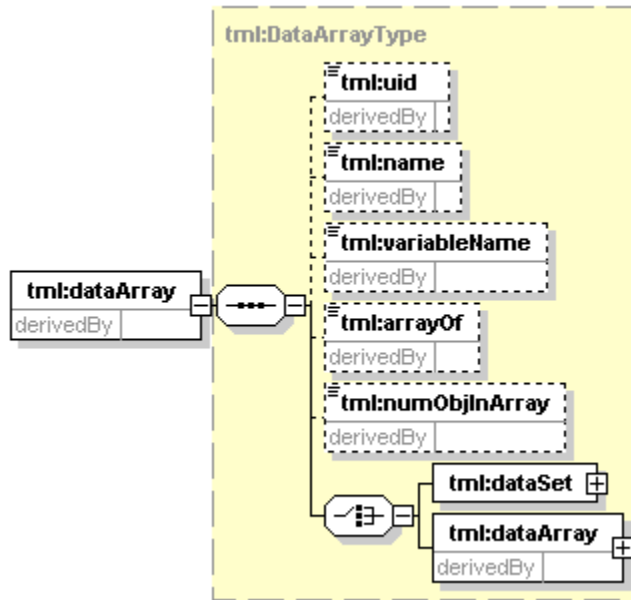 tml:DataArrayType
tml:uid
derivedBy
tml:name
derivedBy
tml:variableName
derivedBy
tml:dataArray
derivedBy
tml:arrayOf
derivedBy
tml:numObjInArray
derivedBy
tml:dataSet
tml:dataArray
derivedBy